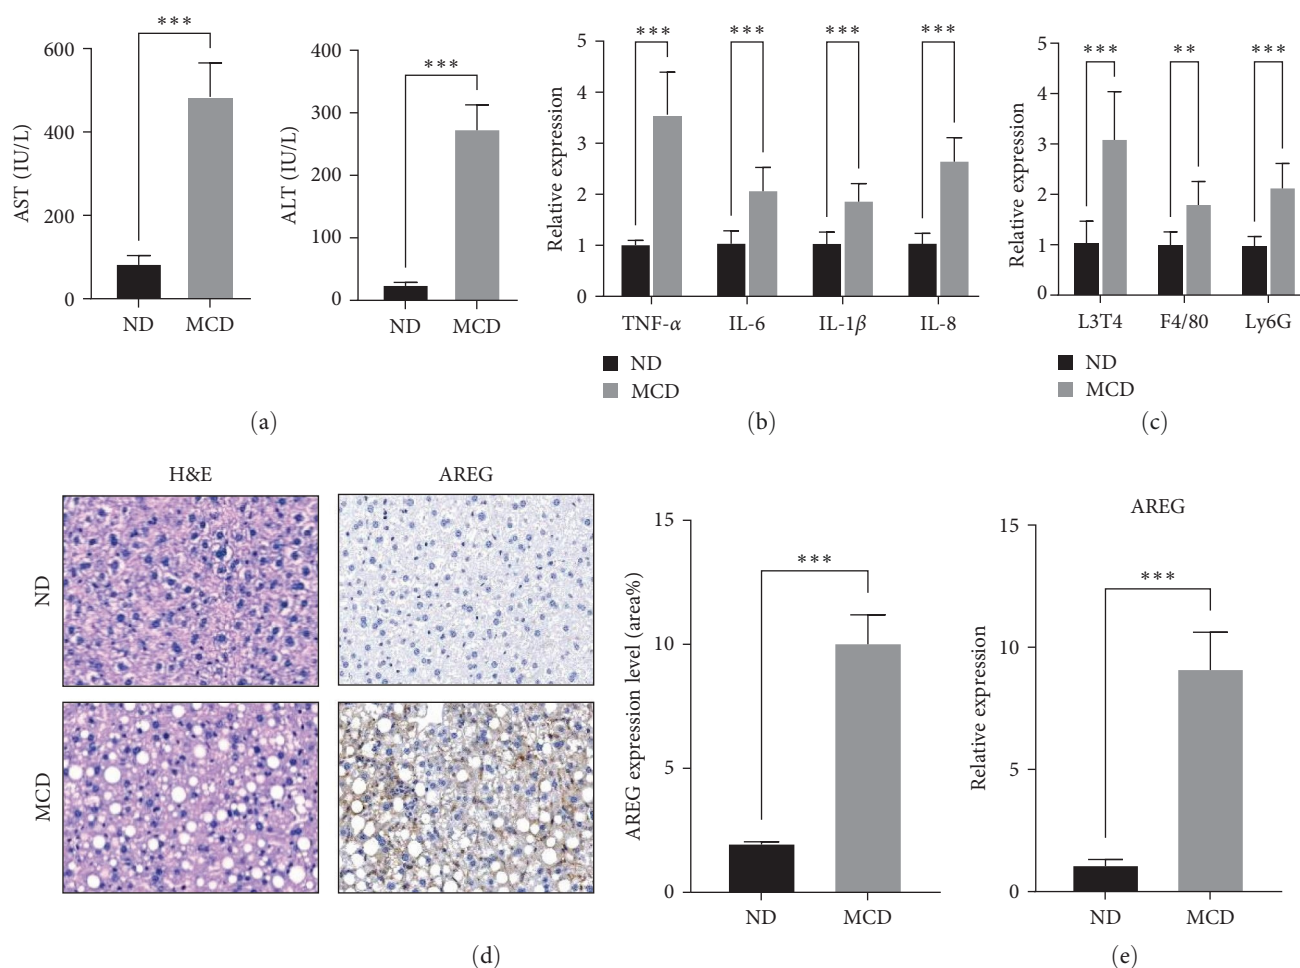 ***
600
400
200
0
AST (IU/L)
ND
MCD
***
400
300
200
100
0
ALT (IU/L)
ND
MCD
(a)
*** *** *** ***
5
4
3
2
1
0
Relative expression
TNF-α IL-6 IL-1β IL-8
ND
MCD
(b)
*** ** ***
5
4
3
2
1
0
Relative expression
L3T4 F4/80 Ly6G
ND
MCD
(c)
H&E AREG
ND
MCD
***
15
10
5
0
AREG expression level (area%)
ND MCD
(d)
AREG
***
15
10
5
0
Relative expression
ND MCD
(e)